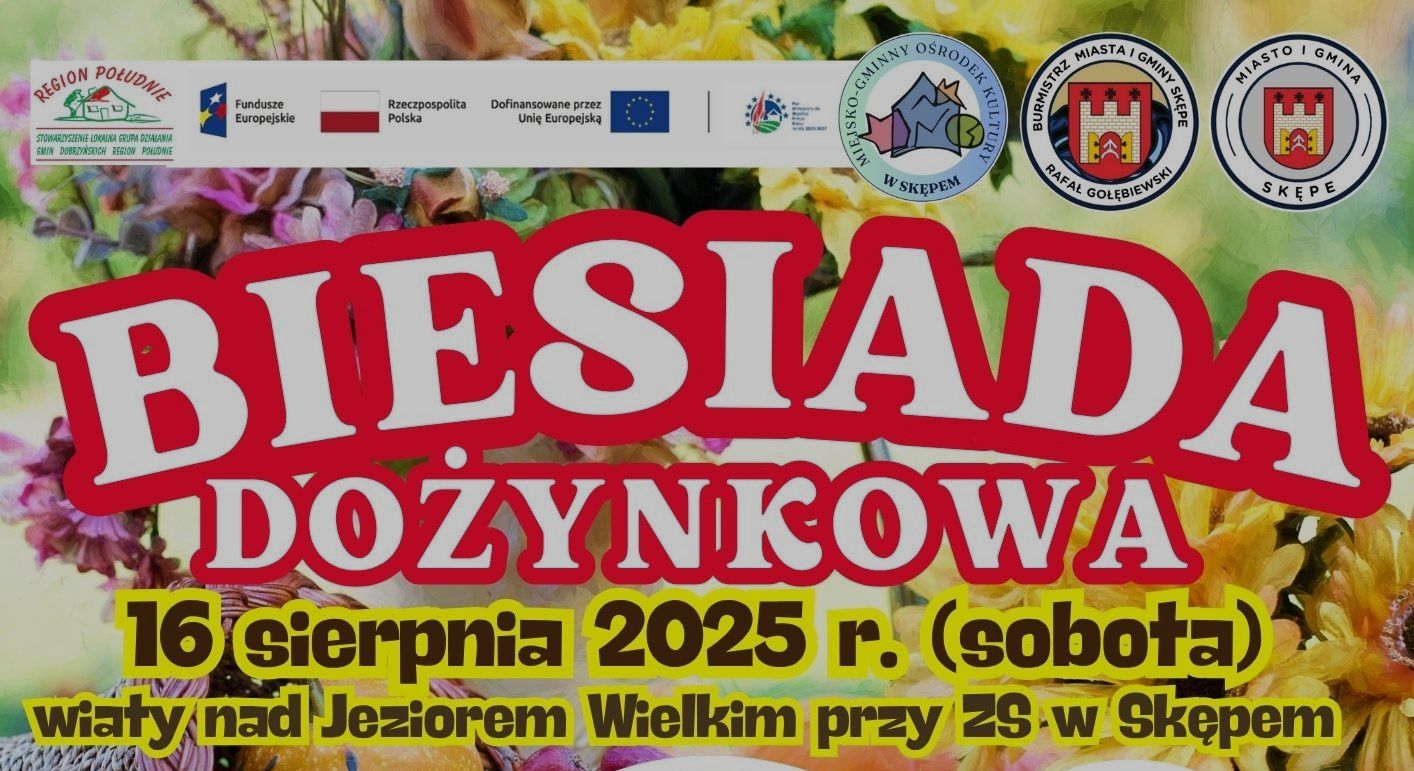 REGION POŁUDNIE
STOWARZYSZENIE LOKALNA GRUPA DZIAŁANIA
GMIN DOBRZYŃSKICH REGION POŁUDNIE
Fundusze
Europejskie
Rzeczpospolita
Polska
Dofinansowane przez
Unię Europejską
MIEJSKO-GMINNY OŚRODEK KULTURY
W SKĘPEM
BURMISTRZ MIASTA I GMINY SKĘPE
RAFAŁ GOŁĘBIEWSKI
MIASTO I GMINA
SKĘPE
BIESIADA
DOŻYNKOWA
16 sierpnia 2025 r. (sobota)
wiaty nad Jeziorem Wielkim przy ZS w Skępem